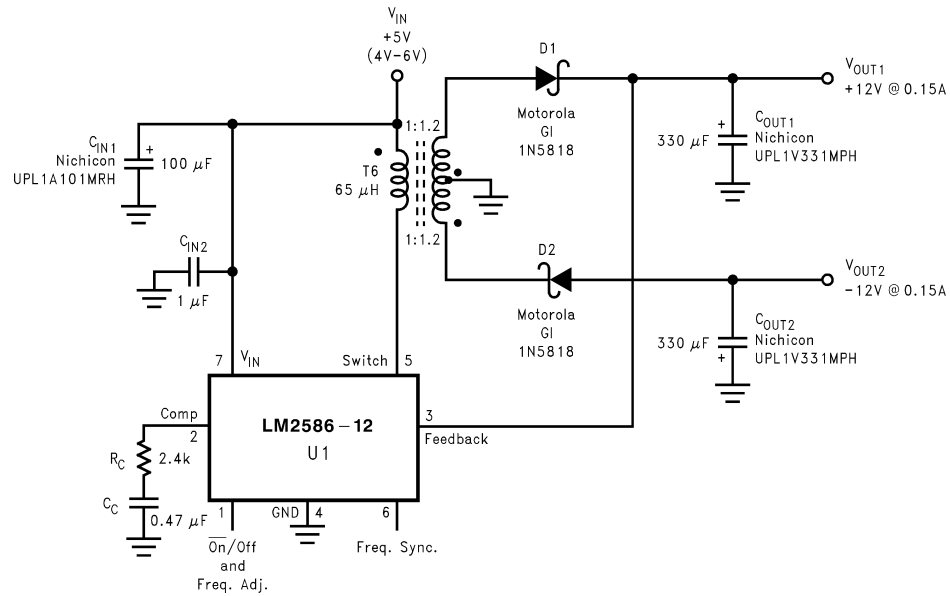 V_IN
+5V
(4V-6V)
C_IN1
Nichicon
UPL1A101MRH
+
100 μF
1:1.2
T6
65 μH
1:1.2
D1
Motorola
GI
1N5818
V_OUT1
+12V @ 0.15A
+
330 μF
C_OUT1
Nichicon
UPL1V331MPH
C_IN2
1 μF
D2
Motorola
GI
1N5818
V_OUT2
-12V @ 0.15A
330 μF
+
C_OUT2
Nichicon
UPL1V331MPH
7
V_IN
Switch
5
Comp
2
LM2586-12
U1
3
Feedback
R_C
2.4k
C_C
0.47 μF
1
GND
4
6
On/Off
and
Freq. Adj.
Freq. Sync.